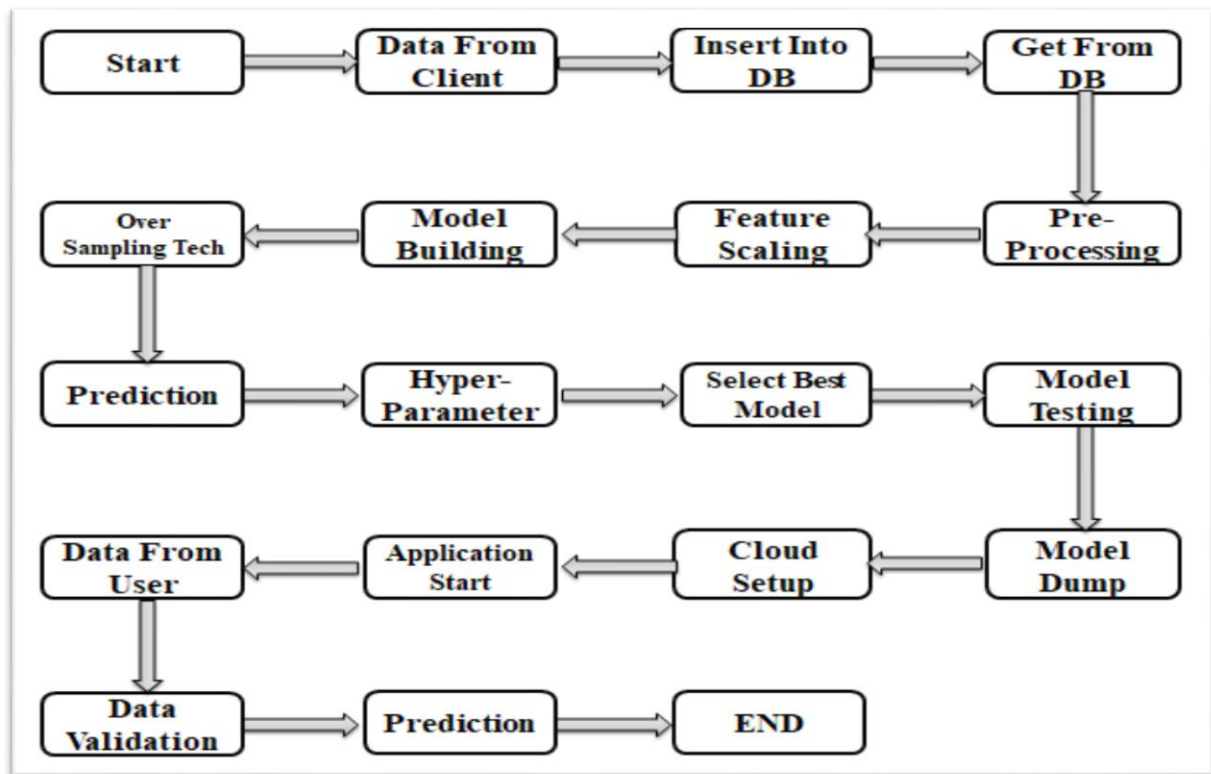 Start
Data From
Client
Insert Into
DB
Get From
DB
Pre-
Processing
Feature
Scaling
Model
Building
Over
Sampling Tech
Prediction
Hyper-
Parameter
Select Best
Model
Model
Testing
Model
Dump
Cloud
Setup
Application
Start
Data From
User
Data
Validation
Prediction
END